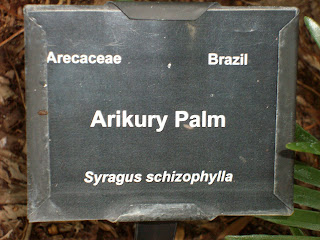 Arecaceae Brazil
Arikury Palm
Syragus schizophylla